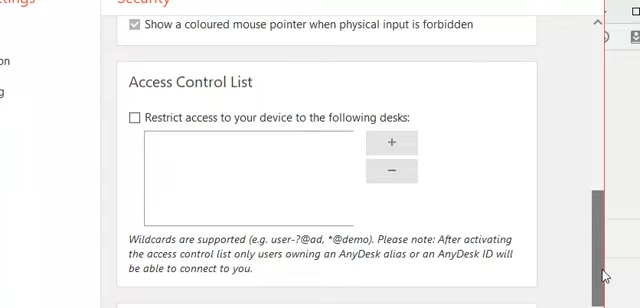 Security
Show a coloured mouse pointer when physical input is forbidden
Access Control List
Restrict access to your device to the following desks:
+
−
Wildcards are supported (e.g. user-?@ad, *@demo). Please note: After activating
the access control list only users owning an AnyDesk alias or an AnyDesk ID will
be able to connect to you.